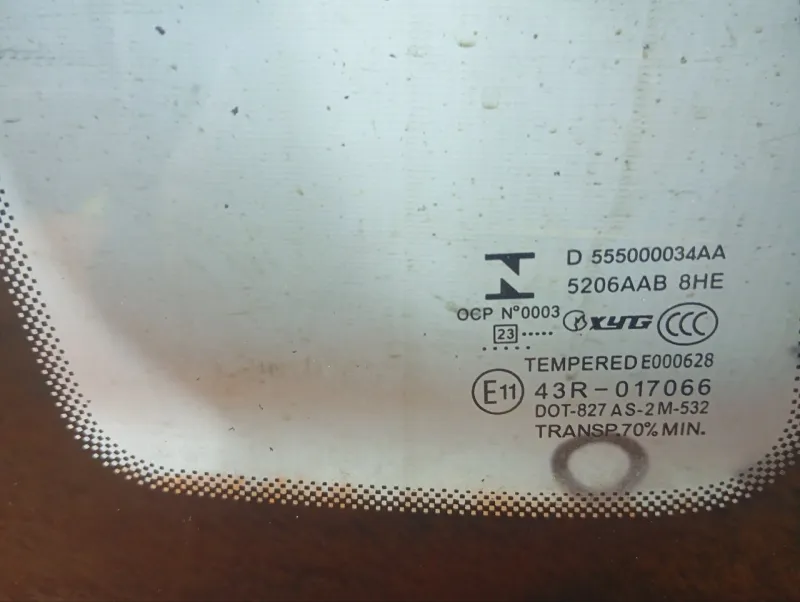 D 555000034AA
5206AAB 8HE
OCP Nº0003
XYG CCC
23
TEMPERED E000628
E11 43R-017066
DOT-827 AS-2 M-532
TRANSP.70% MIN.